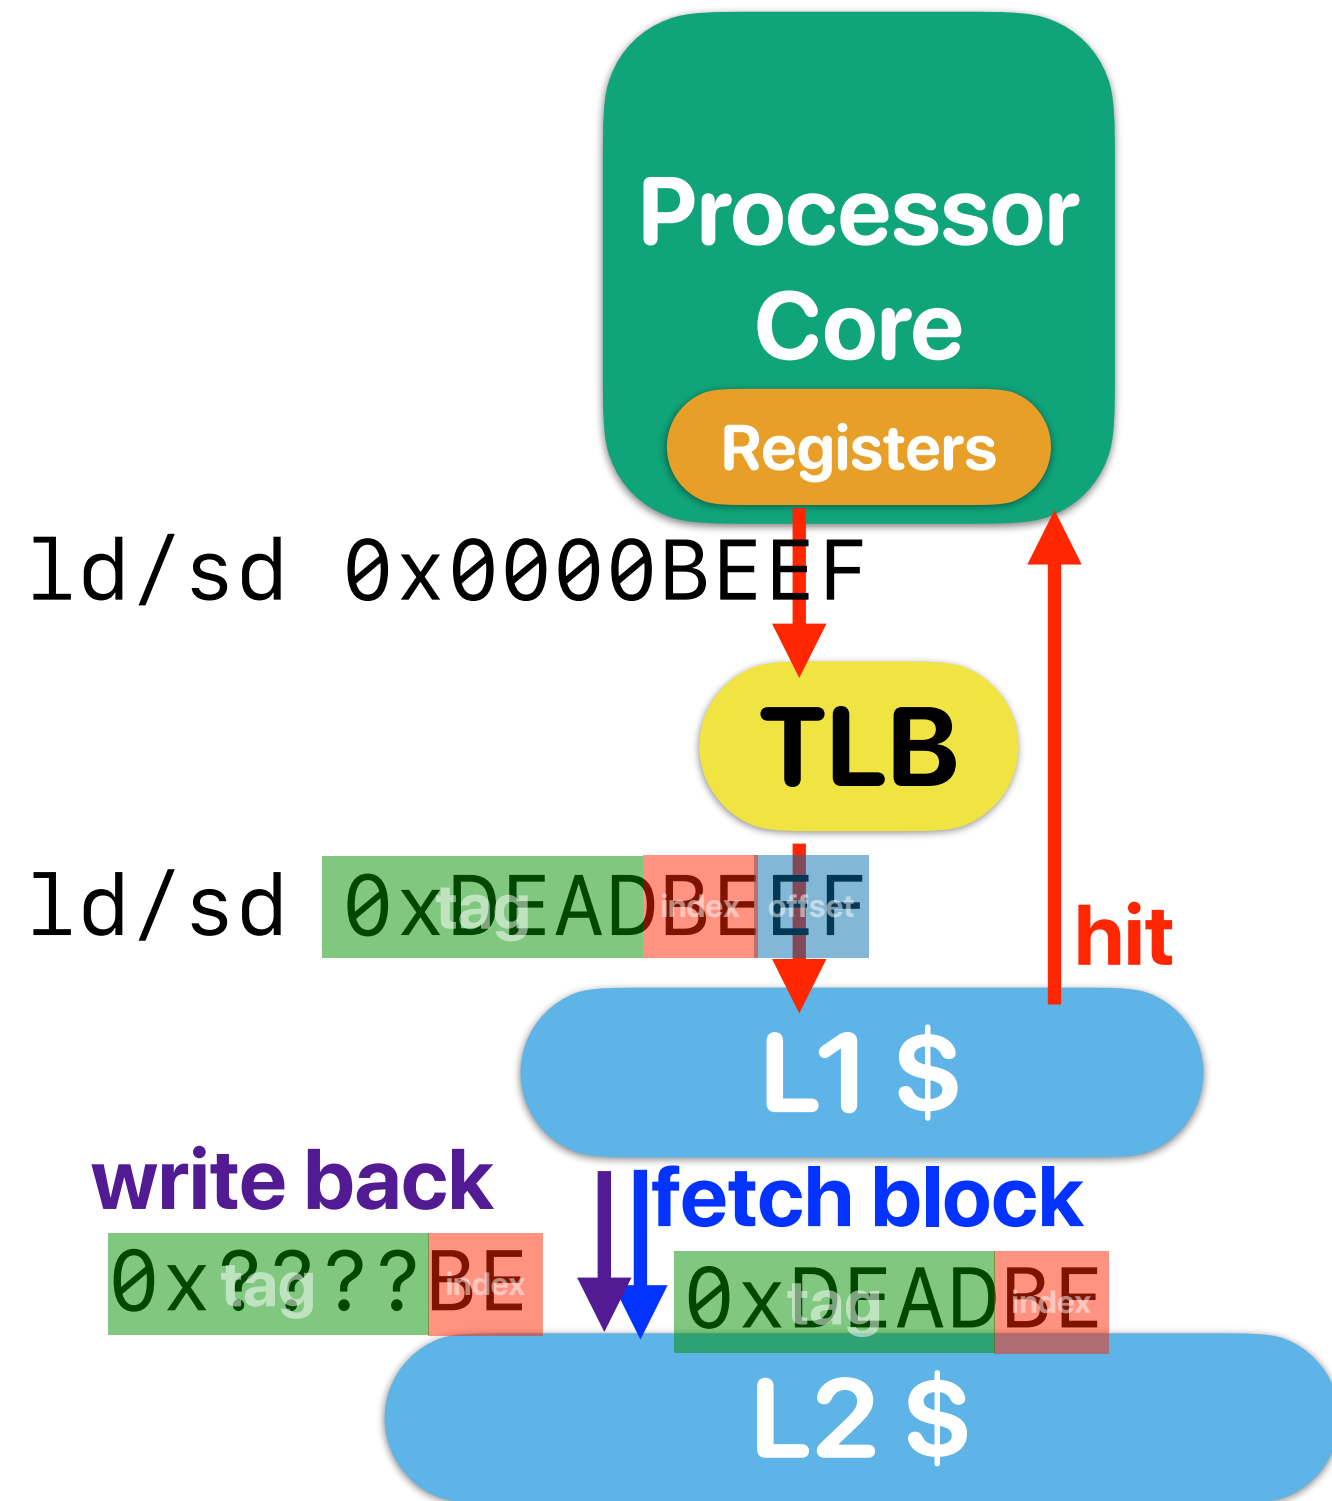 Processor
Core
Registers
ld/sd 0x0000BEEF
TLB
ld/sd 0xDEADBEEF
tag index offset
hit
L1 $
write back
fetch block
0x????BE
tag index
0xDEADBE
tag index
L2 $